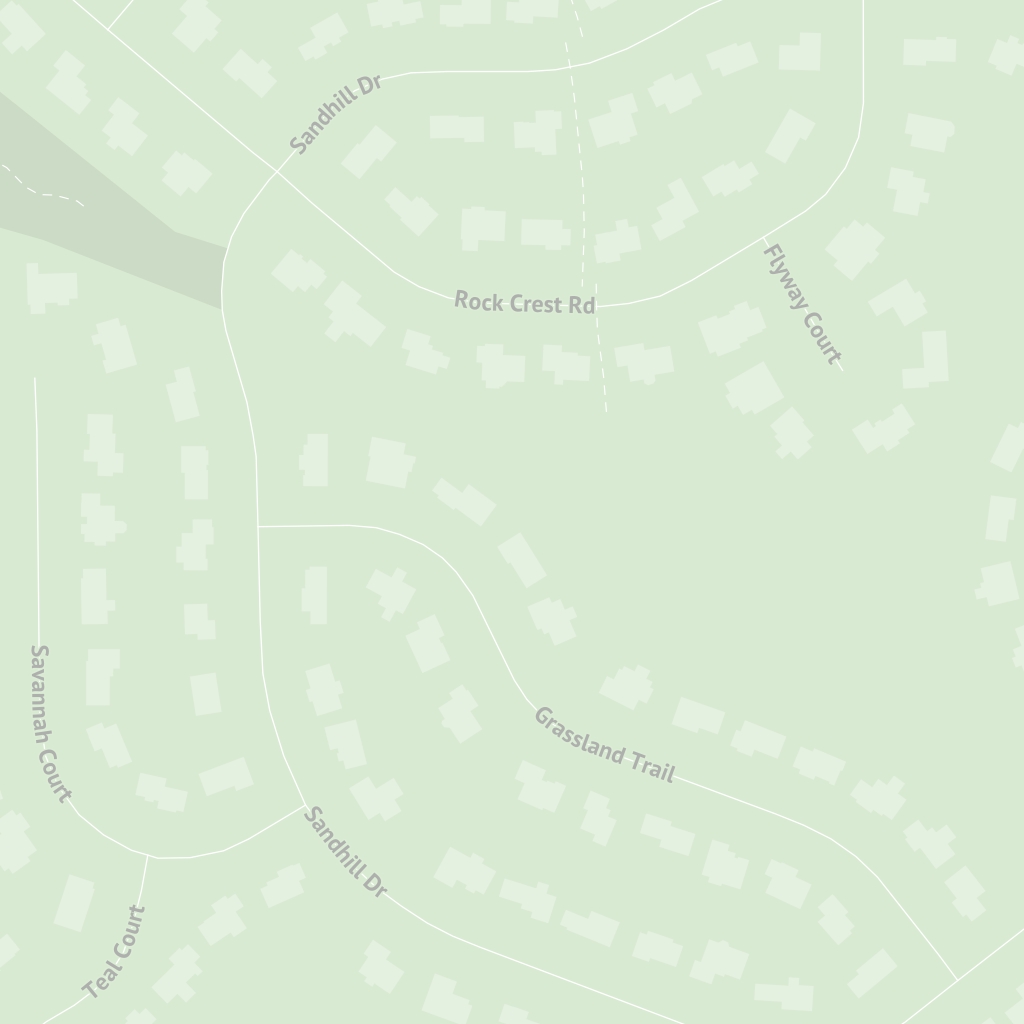 Sandhill Dr
Rock Crest Rd
Flyway Court
Savannah Court
Grassland Trail
Sandhill Dr
Teal Court